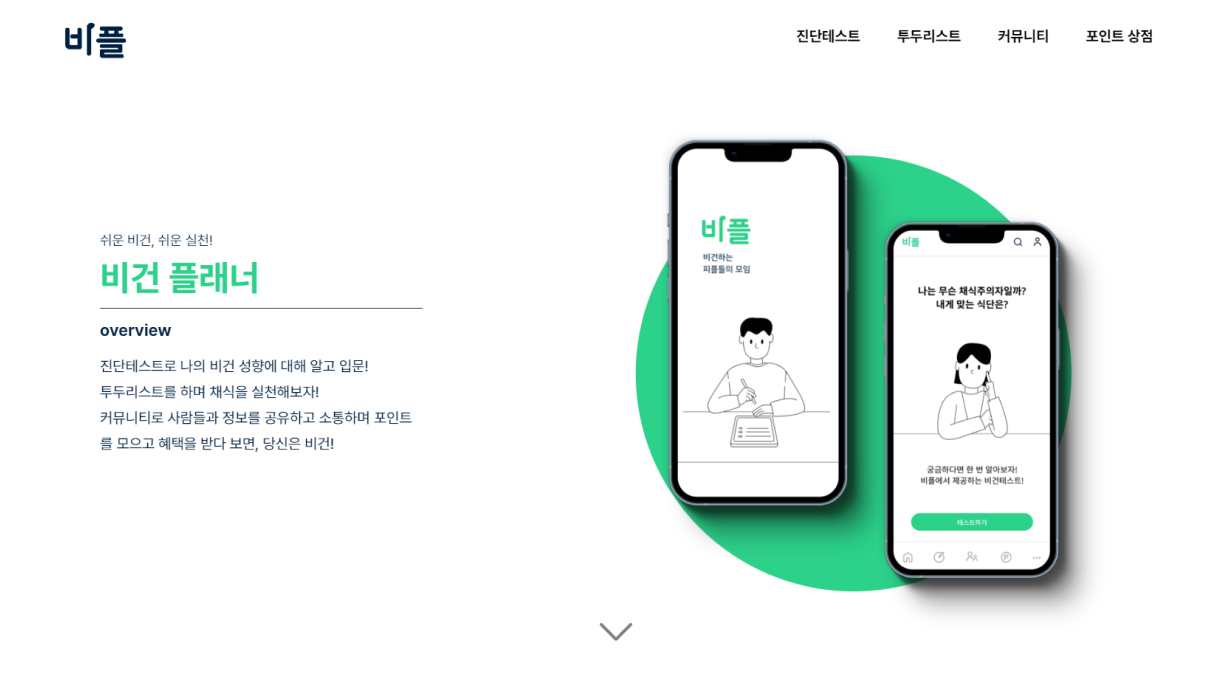 비플
진단테스트 투두리스트 커뮤니티 포인트 상점
쉬운 비건, 쉬운 실천!
비건 플래너
overview
진단테스트로 나의 비건 성향에 대해 알고 입문!
투두리스트를 하며 채식을 실천해보자!
커뮤니티로 사람들과 정보를 공유하고 소통하며 포인트
를 모으고 혜택을 받다 보면, 당신은 비건!
비플
비건하는
피플들의 모임
비플
나는 무슨 채식주의자일까?
내게 맞는 식단은?
궁금하다면 한 번 알아보자!
비플에서 제공하는 비건테스트!
테스트하기